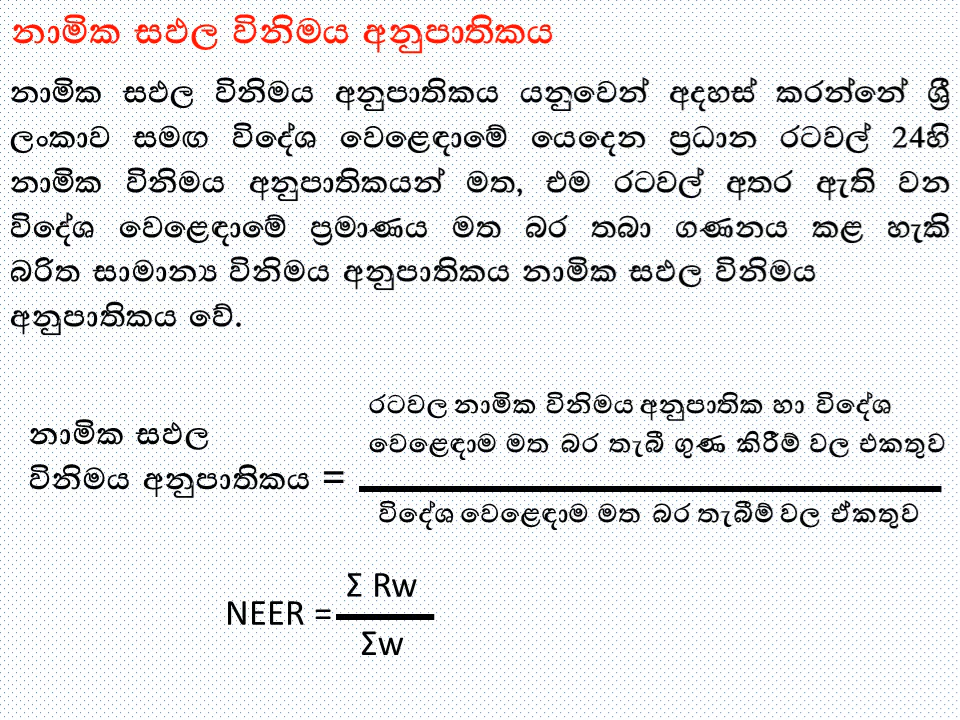 නාමික සඵල විනිමය අනුපාතිකය
නාමික සඵල විනිමය අනුපාතිකය යනුවෙන් අදහස් කරන්නේ ශ්‍රී
ලංකාව සමඟ විදේශ වෙළෙඳාමේ යෙදෙන ප්‍රධාන රටවල් 24හි
නාමික විනිමය අනුපාතිකයන් මත, එම රටවල් අතර ඇති වන
විදේශ වෙළෙඳාමේ ප්‍රමාණය මත බර තබා ගණනය කළ හැකි
බරිත සාමාන්‍ය විනිමය අනුපාතිකය නාමික සඵල විනිමය
අනුපාතිකය වේ.
රටවල නාමික විනිමය අනුපාතික හා විදේශ
වෙළෙඳාම මත බර තැබී ගුණ කිරීම් වල එකතුව
නාමික සඵල
විනිමය අනුපාතිකය =
විදේශ වෙළෙඳාම මත බර තැබීම් වල ඒකතුව
Σ Rw
NEER =
Σw